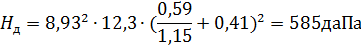 Hд = 8,93² · 12,3 · (0,59/1,15 + 0,41)² = 585даПа